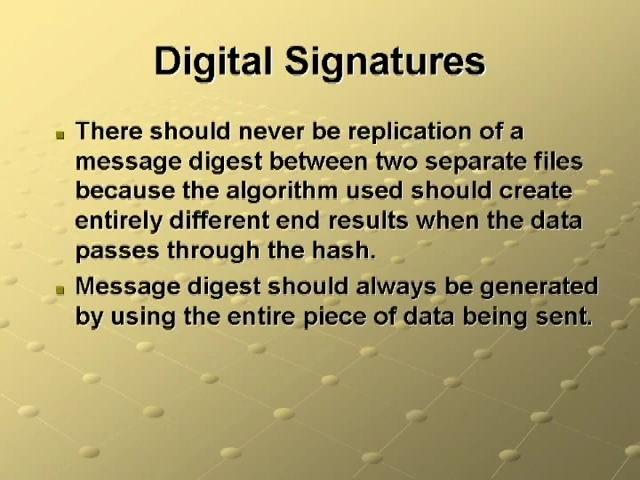 Digital Signatures
There should never be replication of a
message digest between two separate files
because the algorithm used should create
entirely different end results when the data
passes through the hash.
Message digest should always be generated
by using the entire piece of data being sent.